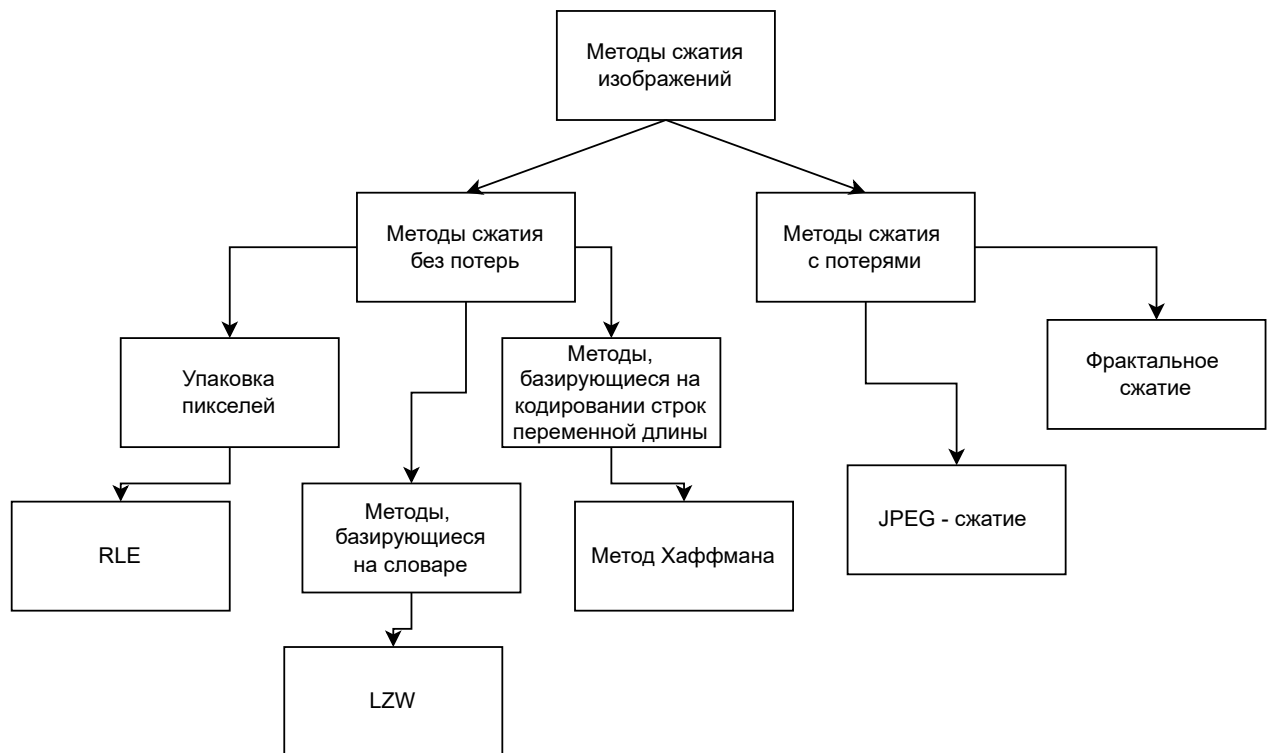 Методы сжатия
изображений
Методы сжатия
без потерь
Методы сжатия
с потерями
Упаковка
пикселей
Методы,
базирующиеся на
кодировании строк
переменной длины
Фрактальное
сжатие
RLE
Методы,
базирующиеся
на словаре
Метод Хаффмана
JPEG - сжатие
LZW